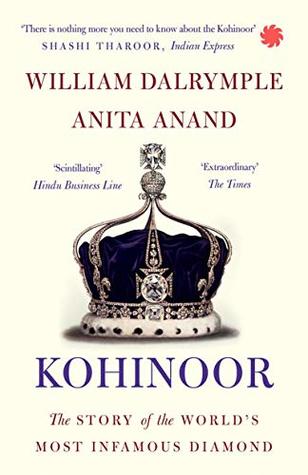 'There is nothing more you need to know about the Kohinoor'
SHASHI THAROOR, Indian Express
WILLIAM DALRYMPLE
ANITA ANAND
'Scintillating'
Hindu Business Line
'Extraordinary'
The Times
KOHINOOR
The STORY of the WORLD'S
MOST INFAMOUS DIAMOND